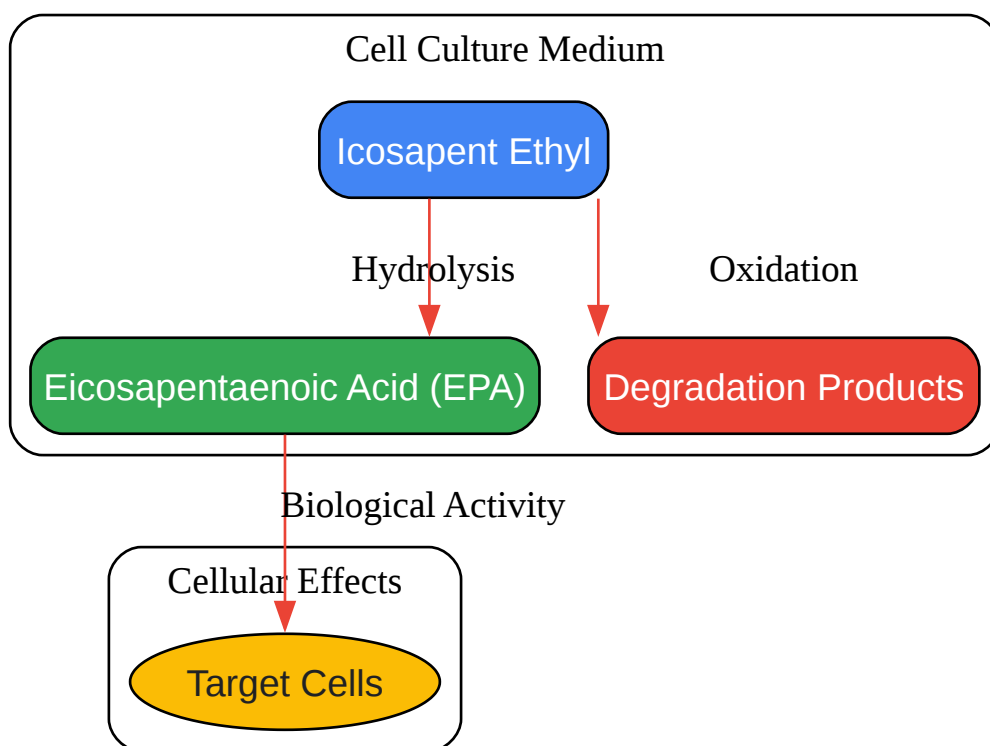 Cell Culture Medium
Icosapent Ethyl
Hydrolysis
Oxidation
Eicosapentaenoic Acid (EPA)
Degradation Products
Biological Activity
Cellular Effects
Target Cells